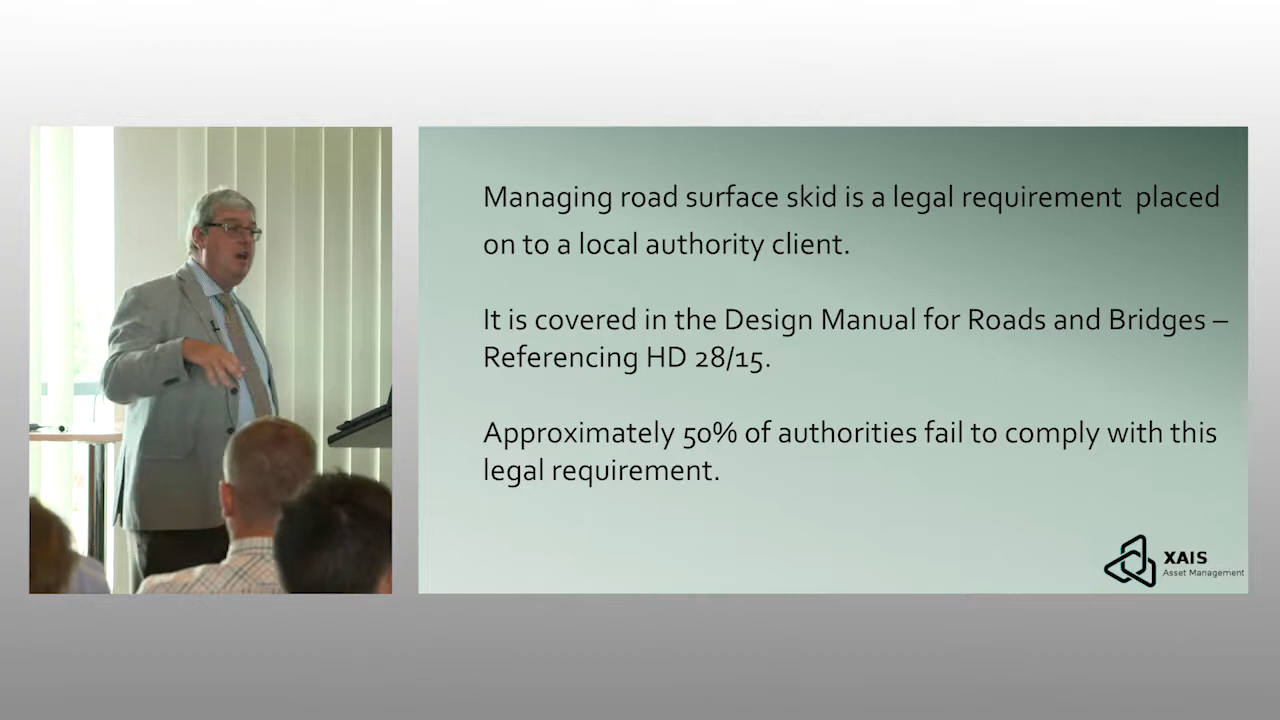 Managing road surface skid is a legal requirement placed
on to a local authority client.
It is covered in the Design Manual for Roads and Bridges –
Referencing HD 28/15.
Approximately 50% of authorities fail to comply with this
legal requirement.
XAIS
Asset Management